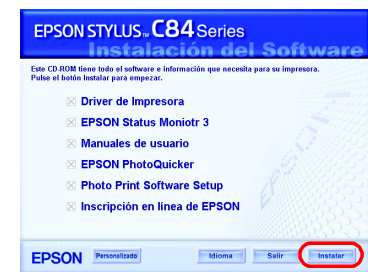 EPSON STYLUS™ C84 Series
Instalación del Software
Este CD-ROM tiene todo el software e información que necesita para su impresora.
Pulse el botón Instalar para empezar.
Driver de Impresora
EPSON Status Moniotr 3
Manuales de usuario
EPSON PhotoQuicker
Photo Print Software Setup
Inscripción en línea de EPSON
EPSON Personalizado Idioma Salir Instalar